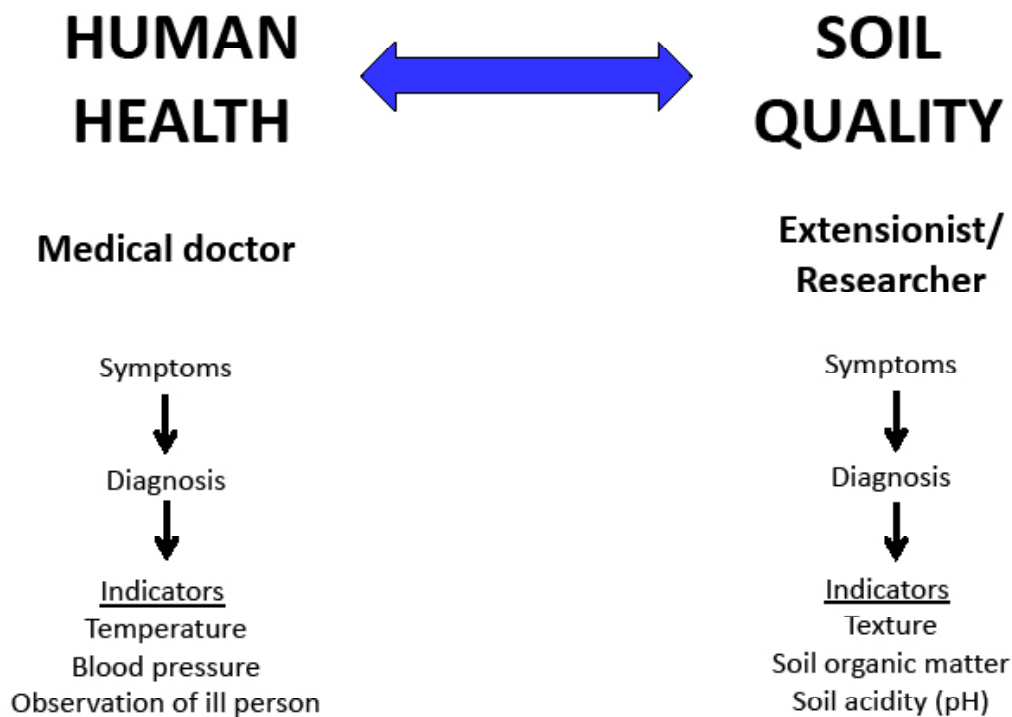 HUMAN
HEALTH
Medical doctor
Symptoms
Diagnosis
Indicators
Temperature
Blood pressure
Observation of ill person
SOIL
QUALITY
Extensionist/
Researcher
Symptoms
Diagnosis
Indicators
Texture
Soil organic matter
Soil acidity (pH)